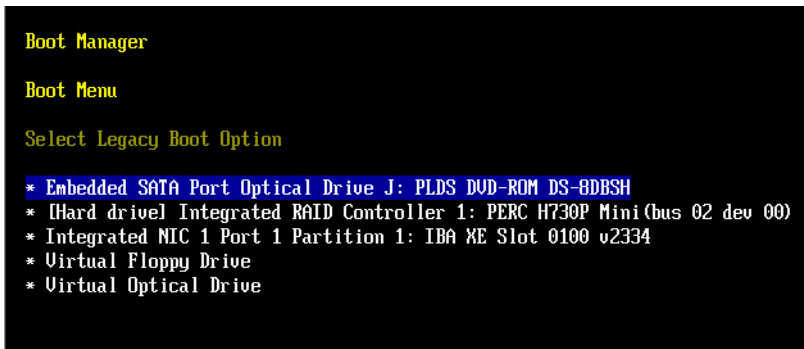 Boot Manager
Boot Menu
Select Legacy Boot Option
* Embedded SATA Port Optical Drive J: PLDS DVD-ROM DS-8DBSH
* [Hard drive] Integrated RAID Controller 1: PERC H730P Mini(bus 02 dev 00)
* Integrated NIC 1 Port 1 Partition 1: IBA XE Slot 0100 v2334
* Virtual Floppy Drive
* Virtual Optical Drive